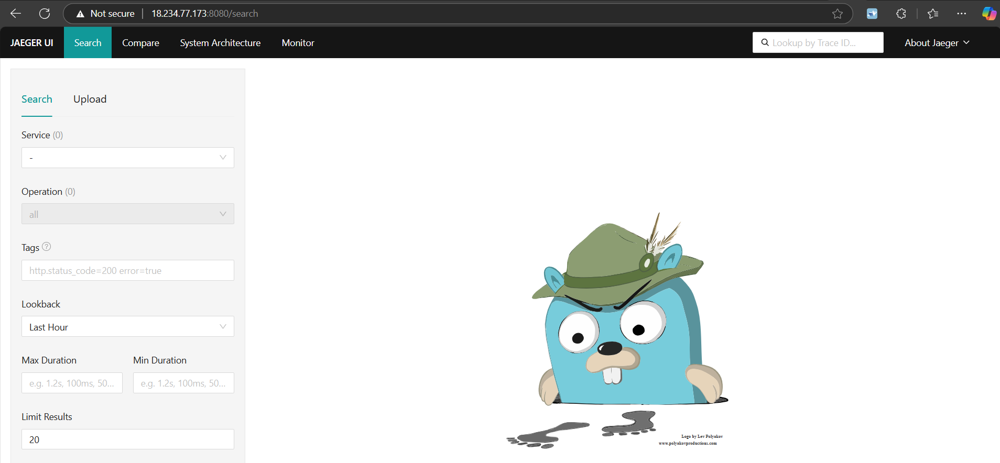 Not secure 18.234.77.173:8080/search
JAEGER UI Search Compare System Architecture Monitor Lookup by Trace ID... About Jaeger
Search Upload
Service (0)
-
Operation (0)
all
Tags ?
http.status_code=200 error=true
Lookback
Last Hour
Max Duration Min Duration
e.g. 1.2s, 100ms, 50... e.g. 1.2s, 100ms, 50...
Limit Results
20
Logo by Lev Polyakov
www.polyakovproductions.com